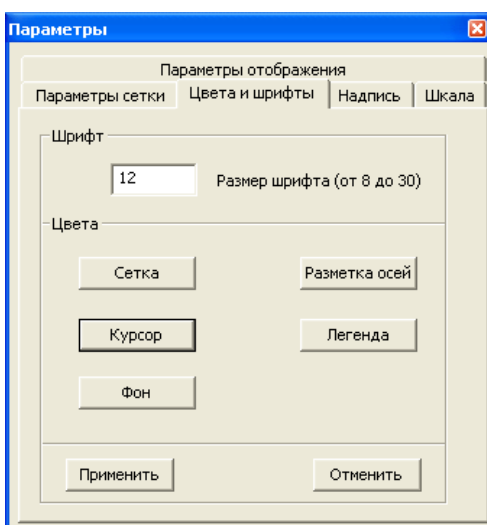 Параметры
Параметры отображения
Параметры сетки Цвета и шрифты Надпись Шкала
Шрифт
12 Размер шрифта (от 8 до 30)
Цвета
Сетка Разметка осей
Курсор Легенда
Фон
Применить Отменить